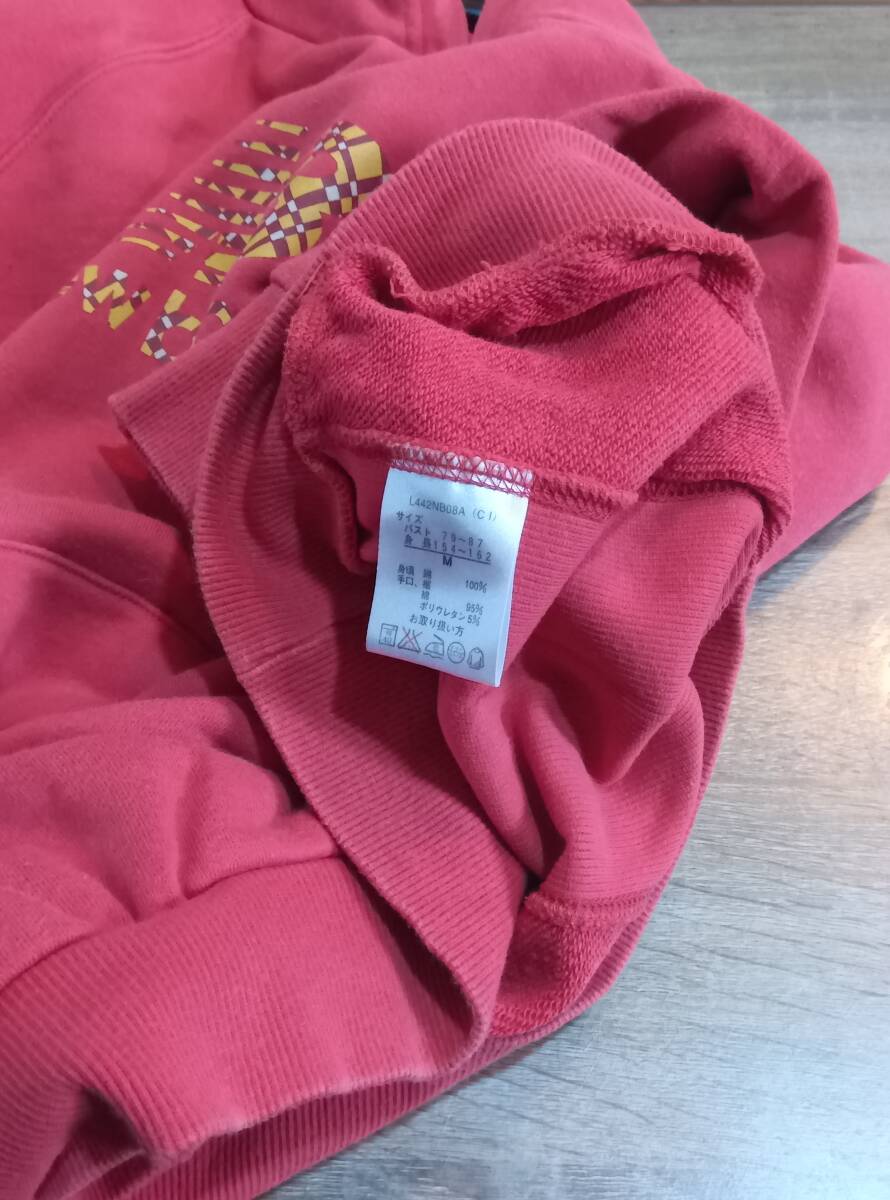 L442NB08A (CI)
サイズ
バスト 79~87
身 長 154~162
M
身頃 綿 100%
手口、裾
綿 95%
ポリウレタン 5%
お取り扱い方